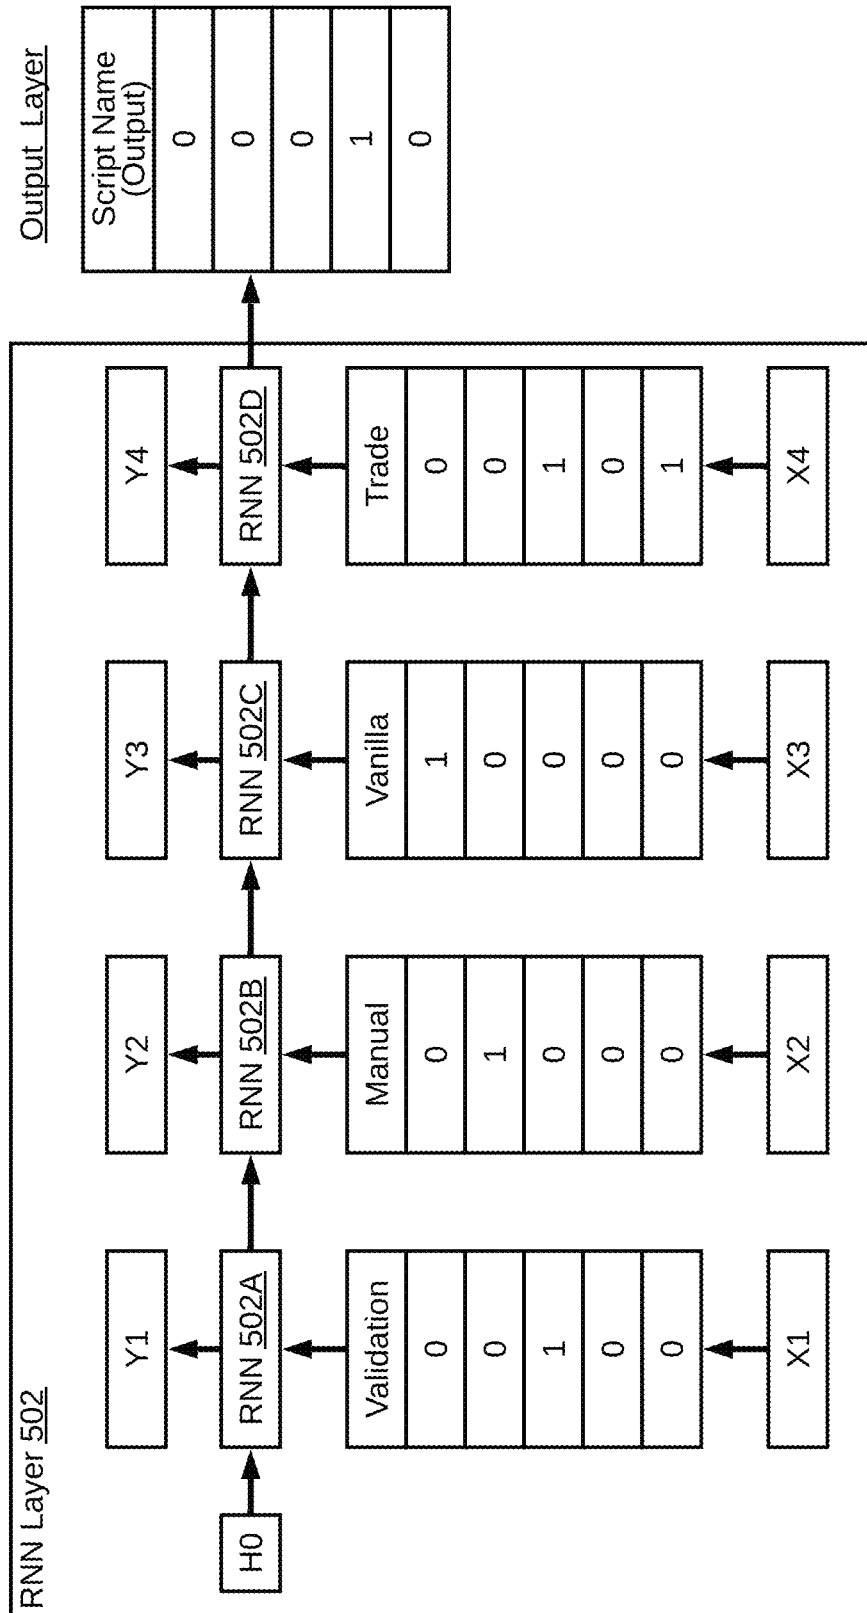 RNN Layer 502
Output Layer
Y1
Y2
Y3
Y4
H0
RNN 502A
RNN 502B
RNN 502C
RNN 502D
Validation
0
0
1
0
0
Manual
0
1
0
0
0
Vanilla
1
0
0
0
0
Trade
0
0
1
0
1
X1
X2
X3
X4
Script Name
(Output)
0
0
0
1
0